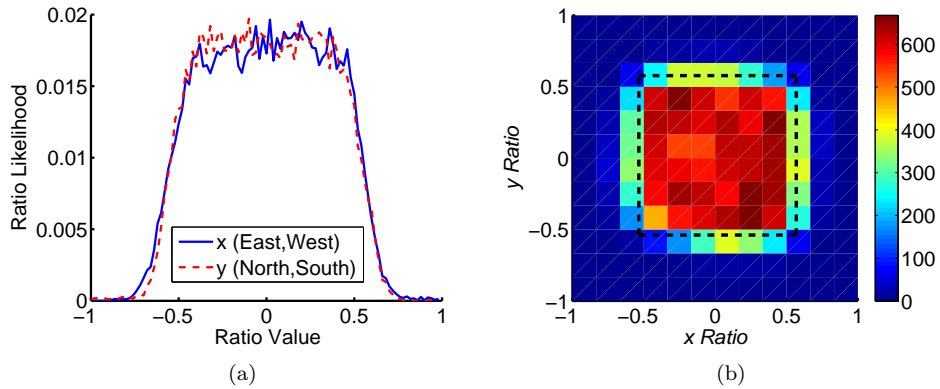 0.02
0.015
0.01
0.005
0
Ratio Likelihood
x (East,West)
y (North,South)
−1 −0.5 0 0.5 1
Ratio Value
(a)
1
0.5
0
−0.5
−1
y Ratio
−1 −0.5 0 0.5 1
x Ratio
600
500
400
300
200
100
0
(b)